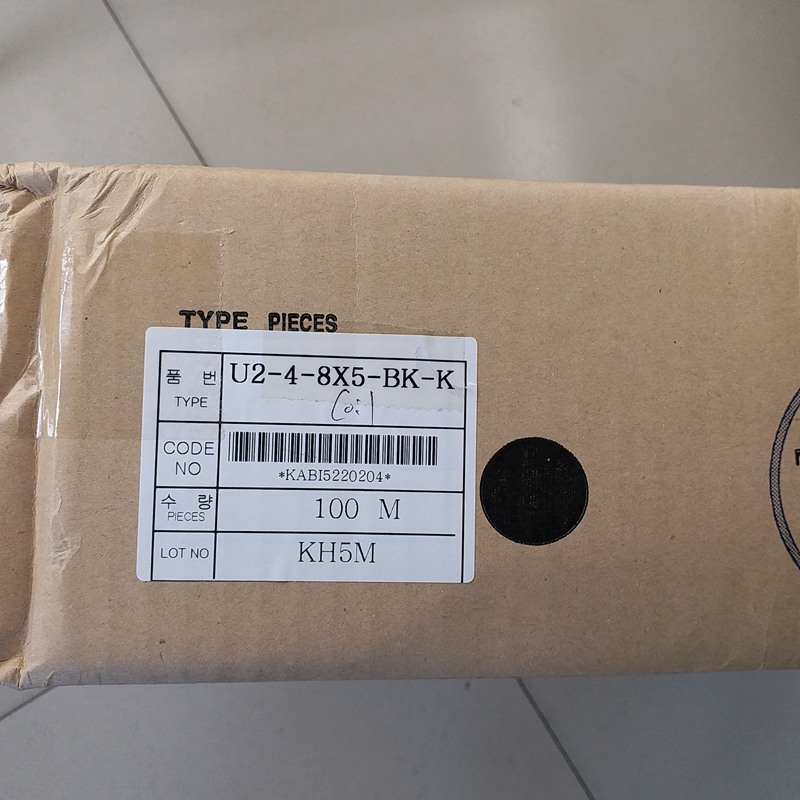 TYPE PIECES
품 번 TYPE U2-4-8X5-BK-K
Coil
CODE NO *KABI5220204*
수 량 PIECES 100 M
LOT NO KH5M